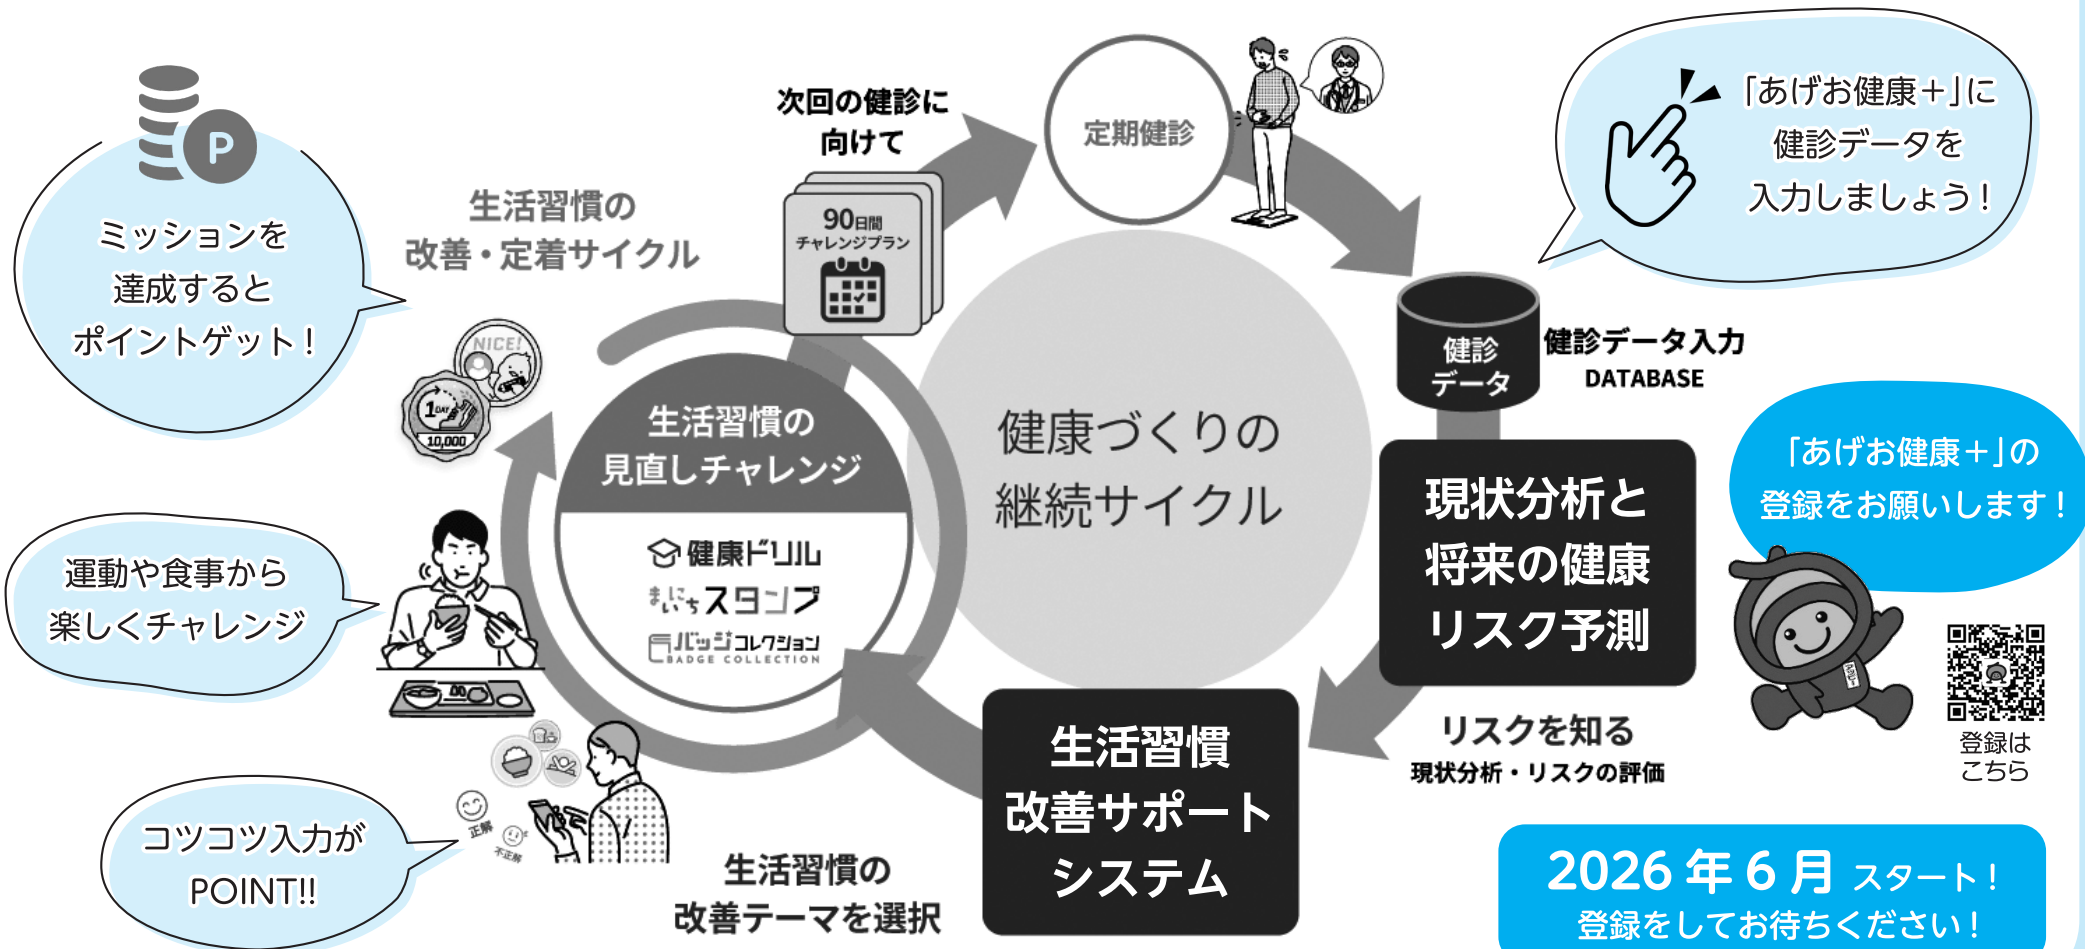 P
ミッションを
達成すると
ポイントゲット！
生活習慣の
改善・定着サイクル
次回の健診に
向けて
90日間
チャレンジプラン
定期健診
「あげお健康＋」に
健診データを
入力しましょう！
健診
データ
健診データ入力
DATABASE
NICE!
1DAY
10,000
生活習慣の
見直しチャレンジ
健康ドリル
まいにちスタンプ
バッジコレクション
BADGE COLLECTION
健康づくりの
継続サイクル
現状分析と
将来の健康
リスク予測
「あげお健康＋」の
登録をお願いします！
アッピー
登録は
こちら
運動や食事から
楽しくチャレンジ
リスクを知る
現状分析・リスクの評価
生活習慣
改善サポート
システム
正解
不正解
コツコツ入力が
POINT!!
生活習慣の
改善テーマを選択
2026年6月 スタート！
登録をしてお待ちください！